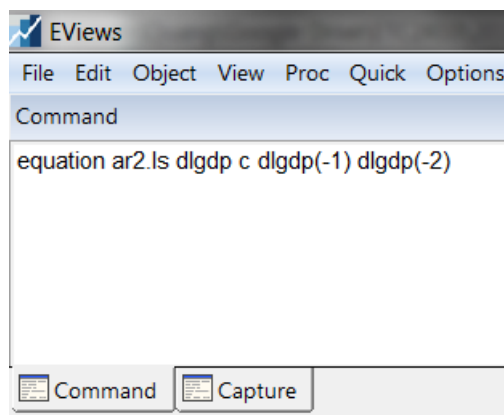 EViews
File Edit Object View Proc Quick Options
Command
equation ar2.ls dlgdp c dlgdp(-1) dlgdp(-2)
Command Capture